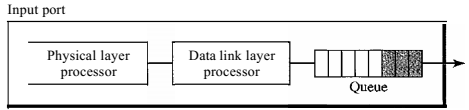 Input port
Physical layer
processor
Data link layer
processor
Queue